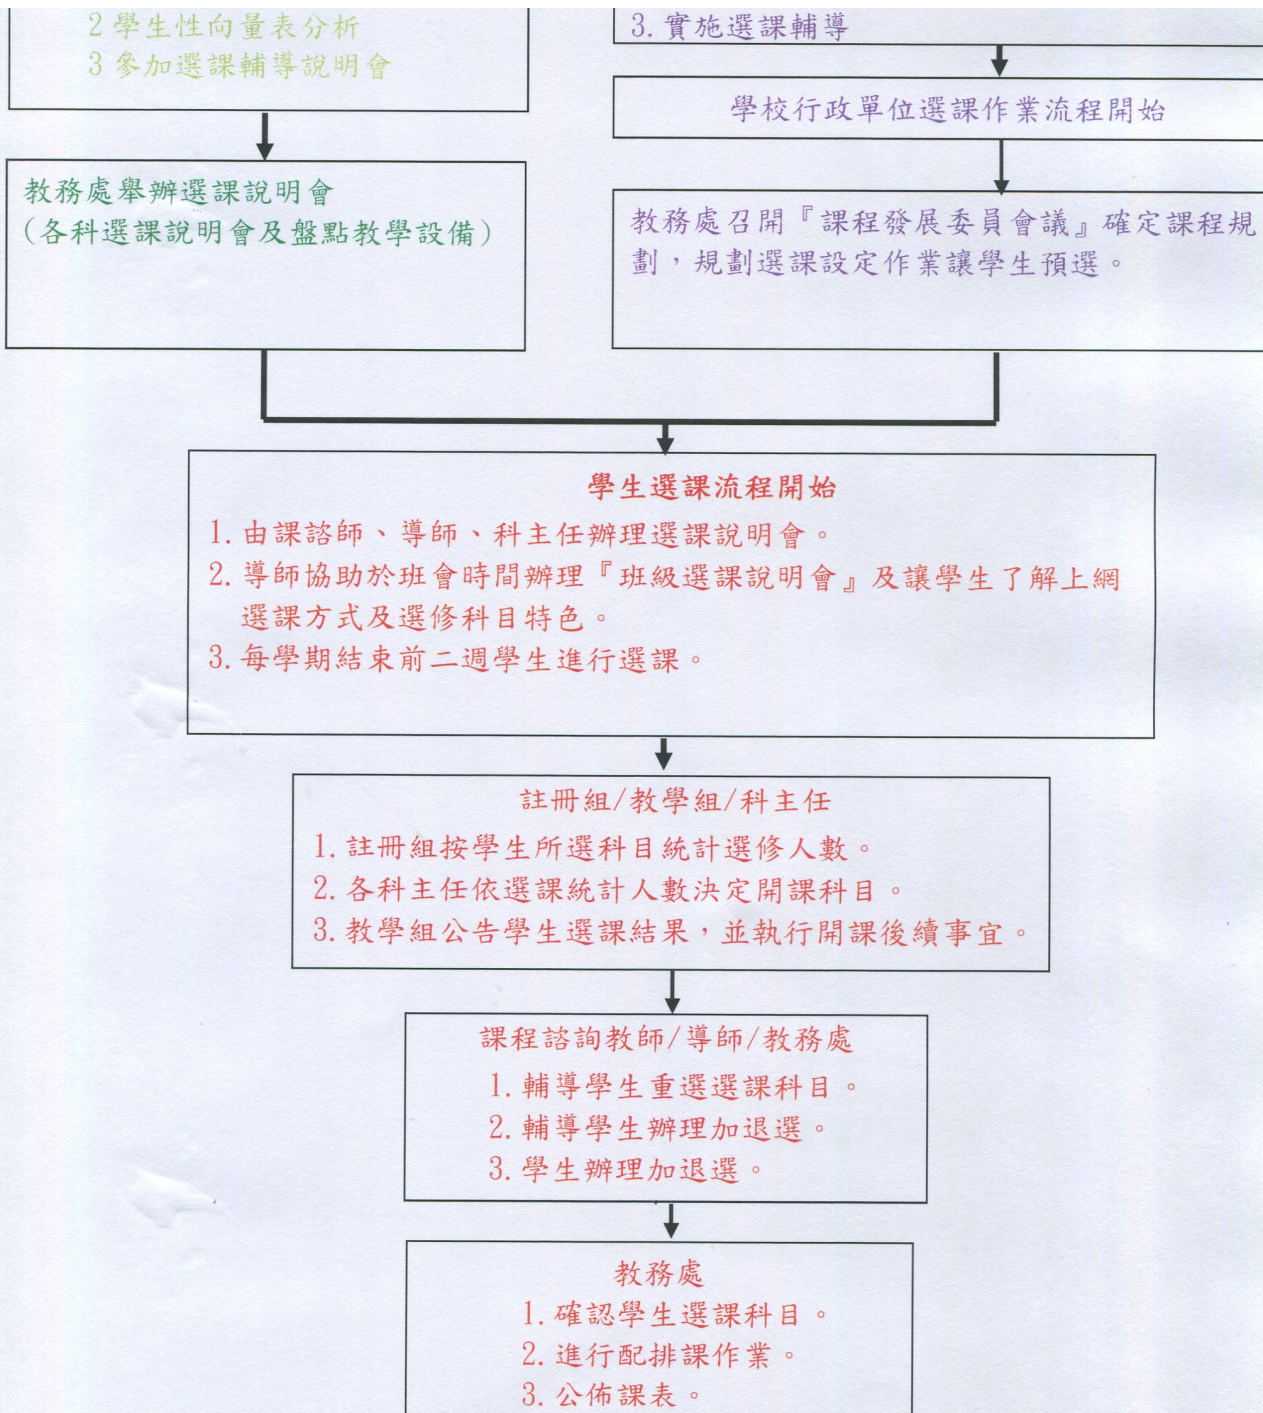 2 學生性向量表分析
3 參加選課輔導說明會
3. 實施選課輔導
學校行政單位選課作業流程開始
教務處舉辦選課說明會
(各科選課說明會及盤點教學設備)
教務處召開『課程發展委員會議』確定課程規
劃，規劃選課設定作業讓學生預選。
學生選課流程開始
1. 由課諮師、導師、科主任辦理選課說明會。
2. 導師協助於班會時間辦理『班級選課說明會』及讓學生了解上網
選課方式及選修科目特色。
3. 每學期結束前二週學生進行選課。
註冊組/教學組/科主任
1. 註冊組按學生所選科目統計選修人數。
2. 各科主任依選課統計人數決定開課科目。
3. 教學組公告學生選課結果，並執行開課後續事宜。
課程諮詢教師/導師/教務處
1. 輔導學生重選選課科目。
2. 輔導學生辦理加退選。
3. 學生辦理加退選。
教務處
1. 確認學生選課科目。
2. 進行配排課作業。
3. 公佈課表。